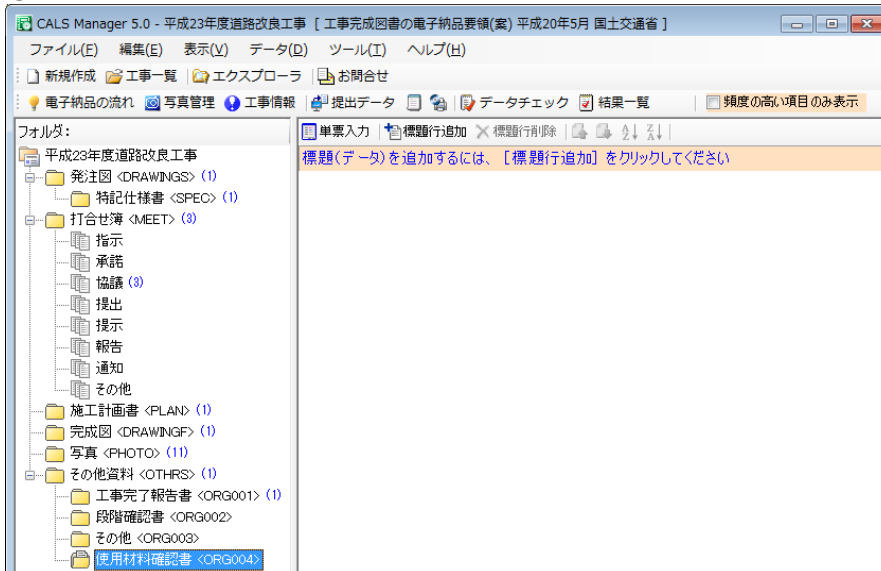 CALS Manager 5.0 - 平成23年度道路改良工事 [ 工事完成図書の電子納品要領(案) 平成20年5月 国土交通省 ]
ファイル(F) 編集(E) 表示(V) データ(D) ツール(T) ヘルプ(H)
新規作成 工事一覧 エクスプローラ お問合せ
電子納品の流れ 写真管理 工事情報 提出データ データチェック 結果一覧 頻度の高い項目のみ表示
フォルダ: 単票入力 標題行追加 標題行削除
標題(データ)を追加するには、[標題行追加] をクリックしてください
平成23年度道路改良工事
発注図 <DRAWINGS> (1)
特記仕様書 <SPEC> (1)
打合せ簿 <MEET> (3)
指示
承諾
協議 (3)
提出
提示
報告
通知
その他
施工計画書 <PLAN> (1)
完成図 <DRAWINGF> (1)
写真 <PHOTO> (11)
その他資料 <OTHRS> (1)
工事完了報告書 <ORG001> (1)
段階確認書 <ORG002>
その他 <ORG003>
使用材料確認書 <ORG004>